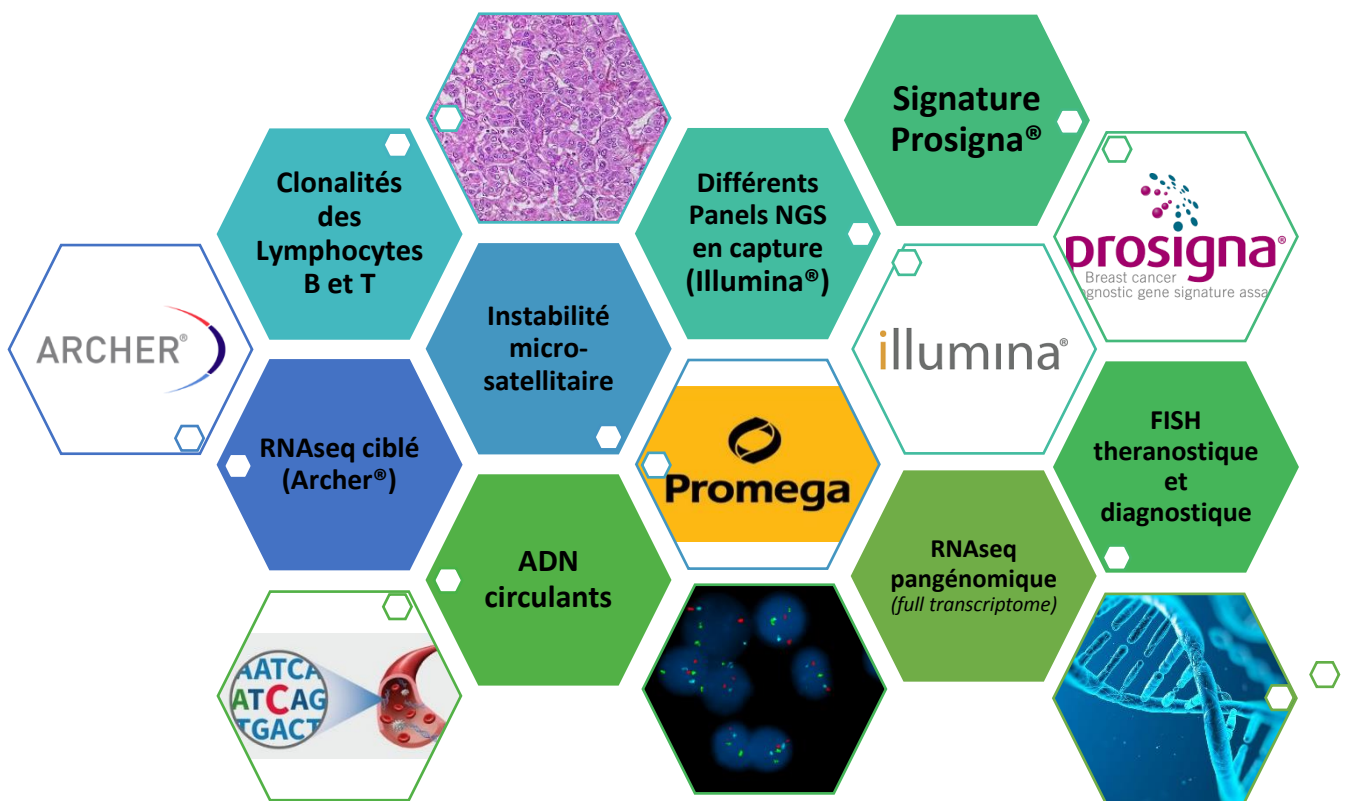 Signature
Prosigna®
Clonalités
des
Lymphocytes
B et T
Différents
Panels NGS
en capture
(Illumina®)
prosigna®
Breast cancer
gnostic gene signature assa
ARCHER®
Instabilité
micro-
satellitaire
illumina®
RNAseq ciblé
(Archer®)
Promega
FISH
theranostique
et
diagnostique
ADN
circulants
RNAseq
pangénomique
(full transcriptome)
AATCA
ATCAG
TGACT